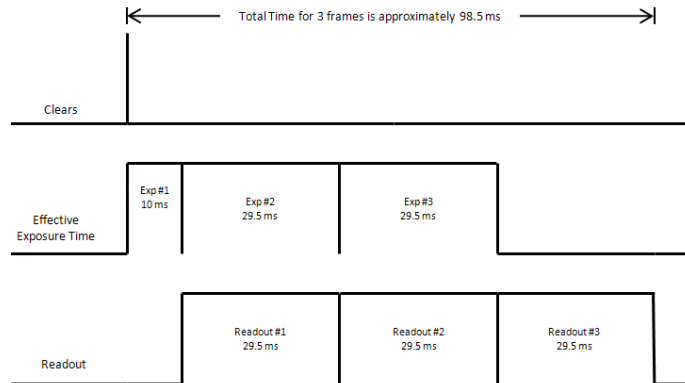 Total Time for 3 frames is approximately 98.5 ms
Clears
Exp #1
10 ms
Exp #2
29.5 ms
Exp #3
29.5 ms
Effective
Exposure Time
Readout #1
29.5 ms
Readout #2
29.5 ms
Readout #3
29.5 ms
Readout